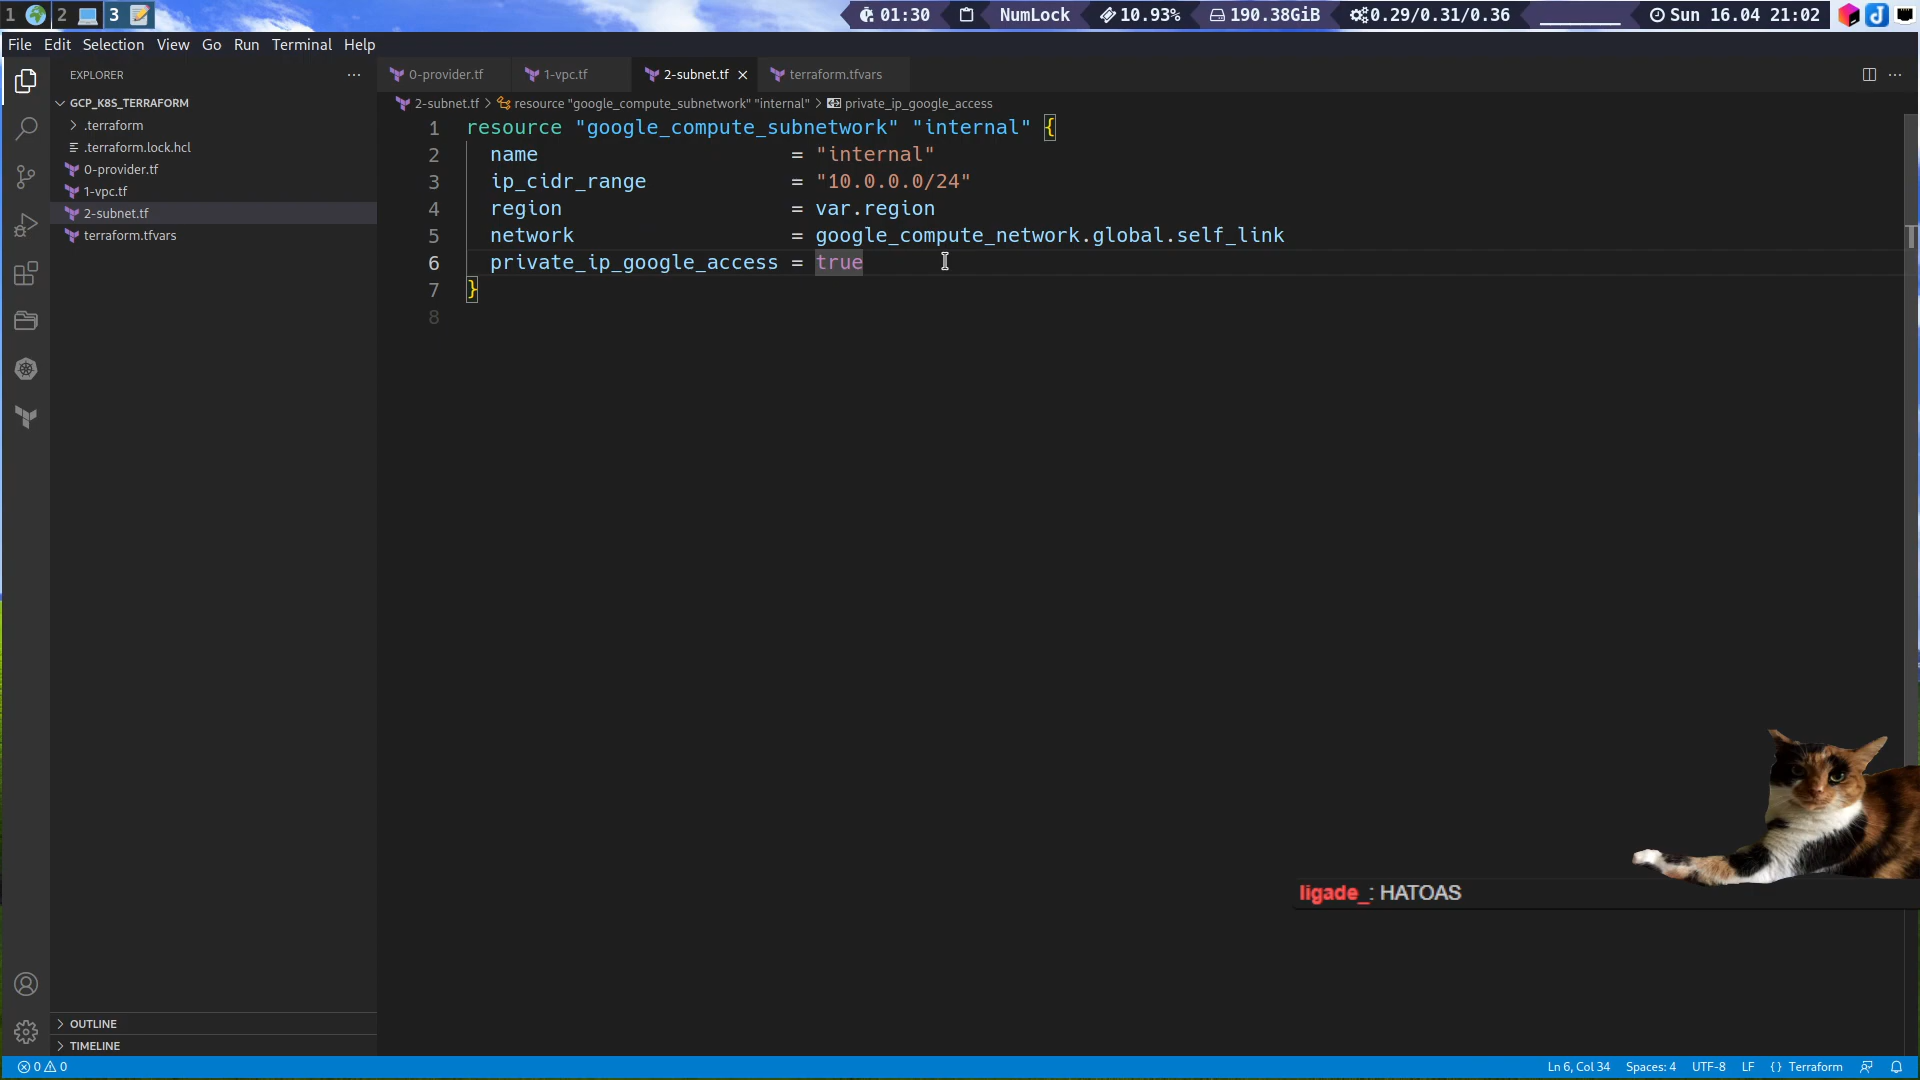 1 2 3 01:30 NumLock 10.93% 190.38GiB 0.29/0.31/0.36 Sun 16.04 21:02
File Edit Selection View Go Run Terminal Help
EXPLORER
GCP_K8S_TERRAFORM
.terraform
.terraform.lock.hcl
0-provider.tf
1-vpc.tf
2-subnet.tf
terraform.tfvars
OUTLINE
TIMELINE
0-provider.tf 1-vpc.tf 2-subnet.tf terraform.tfvars
2-subnet.tf > resource "google_compute_subnetwork" "internal" > private_ip_google_access
1 resource "google_compute_subnetwork" "internal" {
2 name = "internal"
3 ip_cidr_range = "10.0.0.0/24"
4 region = var.region
5 network = google_compute_network.global.self_link
6 private_ip_google_access = true
7 }
8
ligade_: HATOAS
0 0 Ln 6, Col 34 Spaces: 4 UTF-8 LF {} Terraform